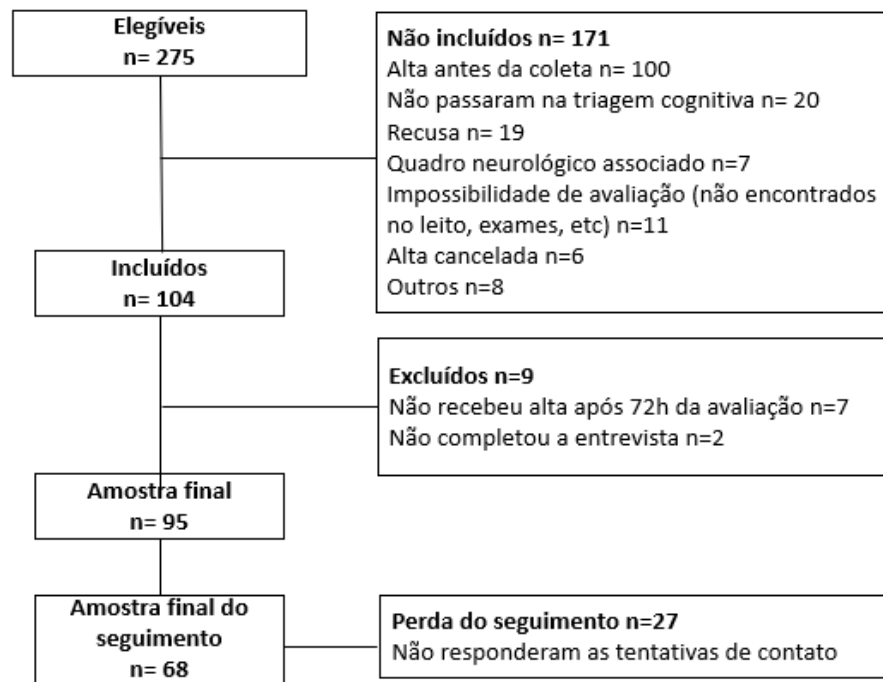 Elegíveis
n= 275
Não incluídos n= 171
Alta antes da coleta n= 100
Não passaram na triagem cognitiva n= 20
Recusa n= 19
Quadro neurológico associado n=7
Impossibilidade de avaliação (não encontrados
no leito, exames, etc) n=11
Alta cancelada n=6
Outros n=8
Incluídos
n= 104
Excluídos n=9
Não recebeu alta após 72h da avaliação n=7
Não completou a entrevista n=2
Amostra final
n= 95
Amostra final do
seguimento
n= 68
Perda do seguimento n=27
Não responderam as tentativas de contato